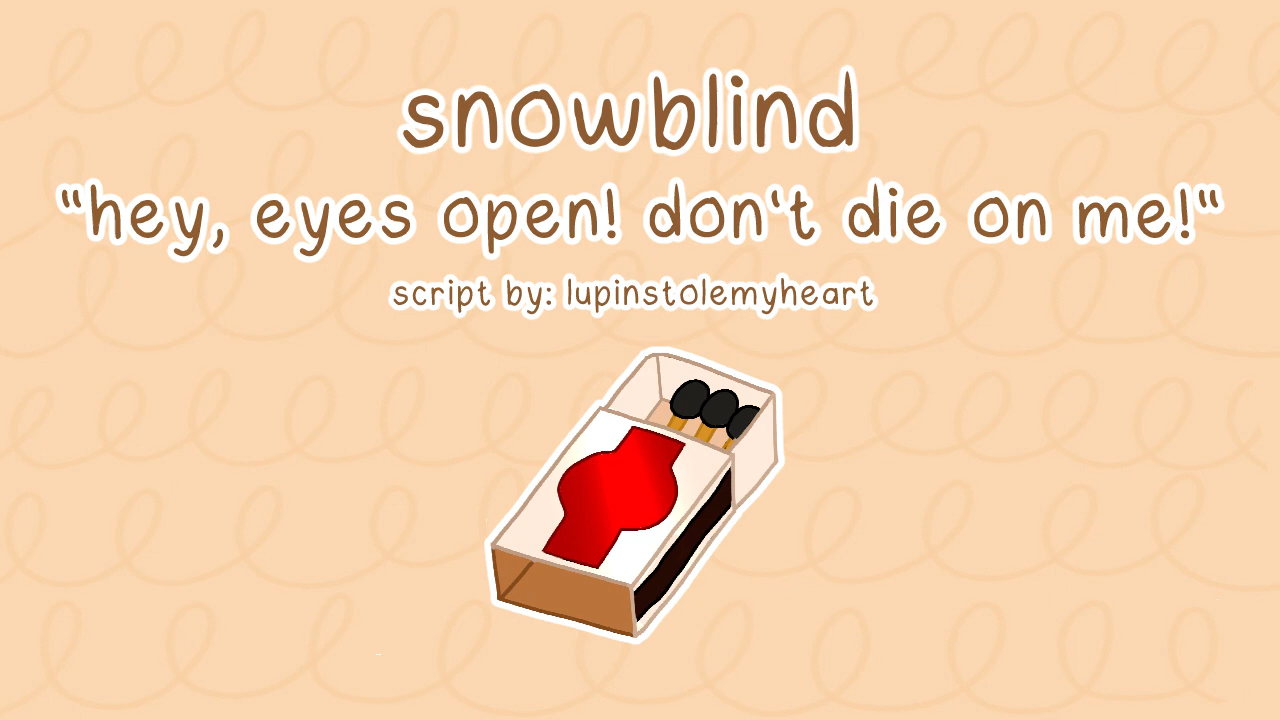 snowblind
"hey, eyes open! don't die on me!"
script by: lupinstolemyheart